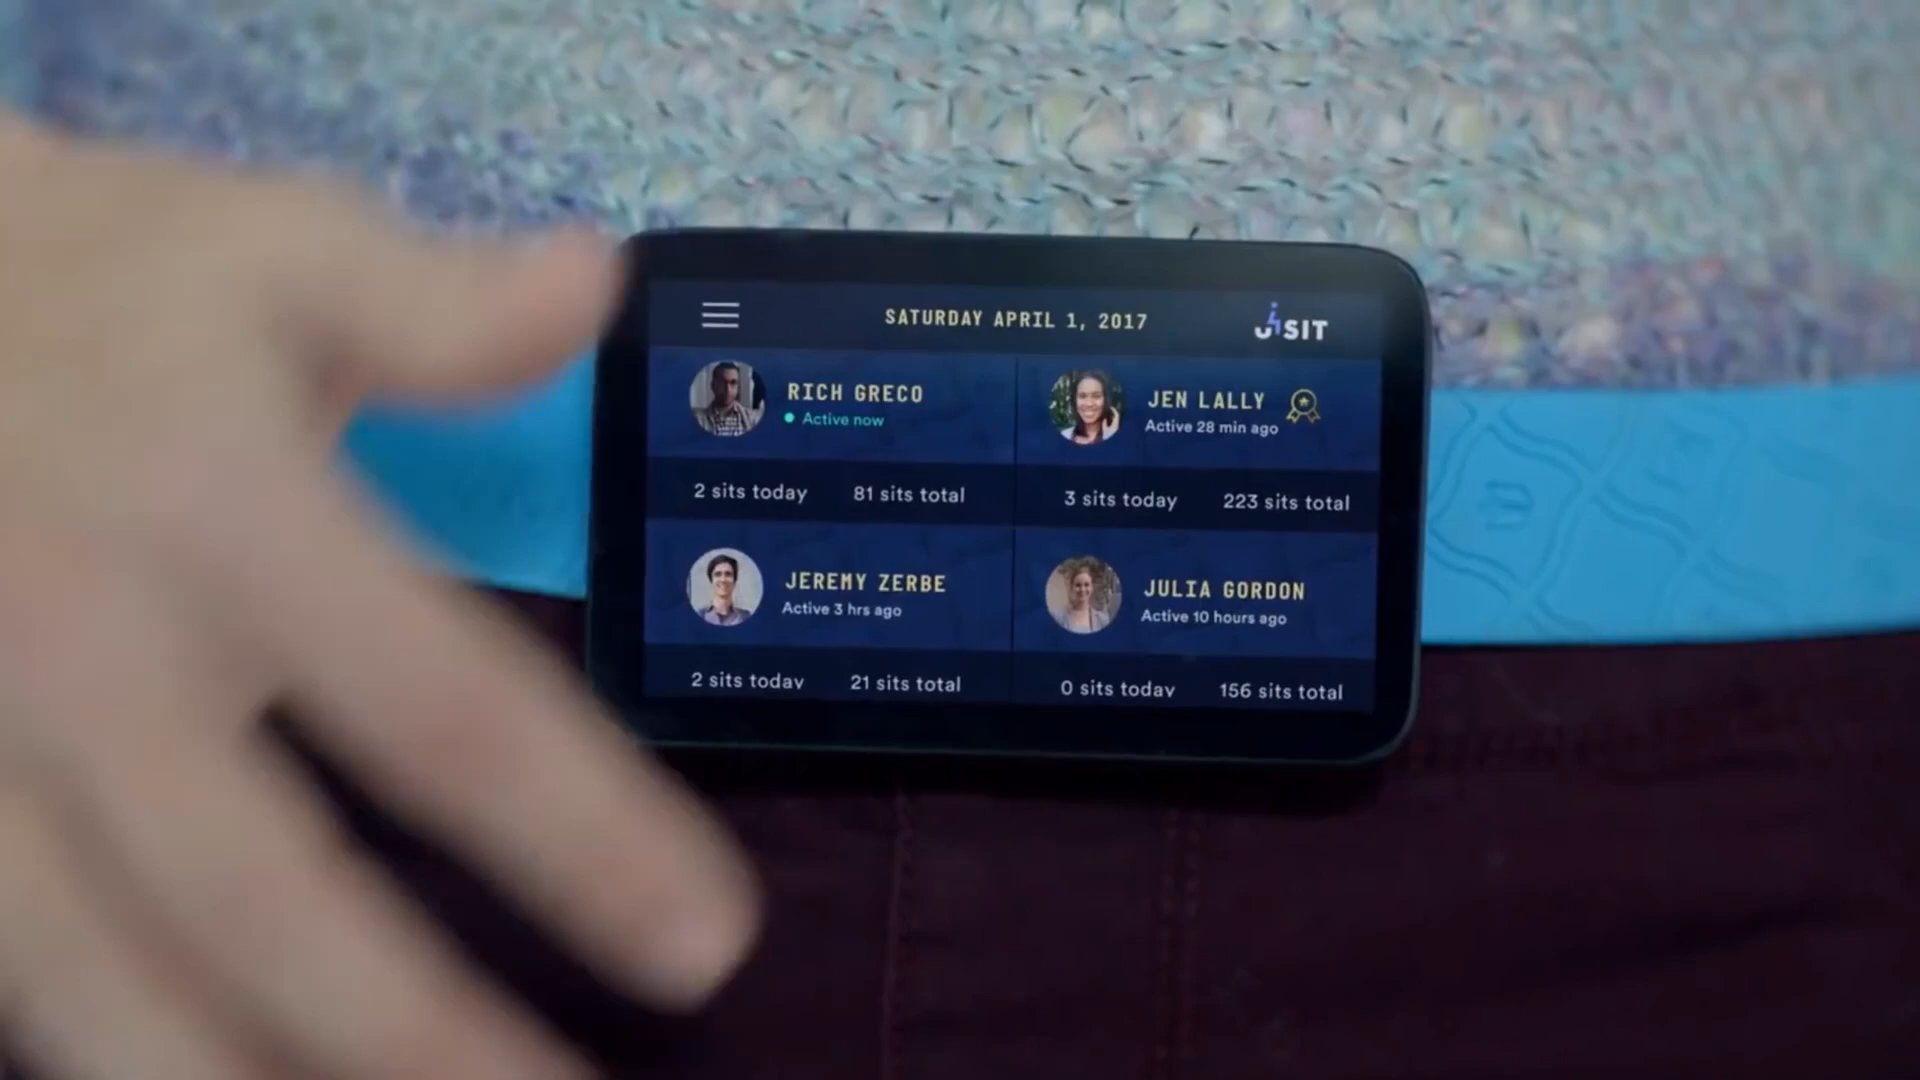 SATURDAY APRIL 1, 2017
SIT
RICH GRECO
Active now
2 sits today
81 sits total
JEN LALLY
Active 28 min ago
3 sits today
223 sits total
JEREMY ZERBE
Active 3 hrs ago
2 sits today
21 sits total
JULIA GORDON
Active 10 hours ago
0 sits today
156 sits total